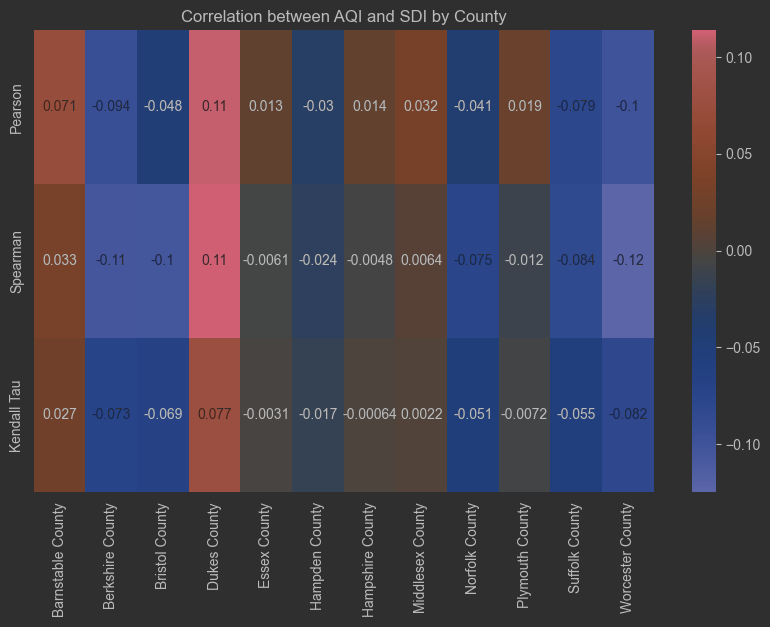 Correlation between AQI and SDI by County
Pearson
0.071 -0.094 -0.048 0.11 0.013 -0.03 0.014 0.032 -0.041 0.019 -0.079 -0.1
Spearman
0.033 -0.11 -0.1 0.11 -0.0061 -0.024 -0.0048 0.0064 -0.075 -0.012 -0.084 -0.12
Kendall Tau
0.027 -0.073 -0.069 0.077 -0.0031 -0.017 -0.00064 0.0022 -0.051 -0.0072 -0.055 -0.082
Barnstable County
Berkshire County
Bristol County
Dukes County
Essex County
Hampden County
Hampshire County
Middlesex County
Norfolk County
Plymouth County
Suffolk County
Worcester County
0.10
0.05
0.00
−0.05
−0.10